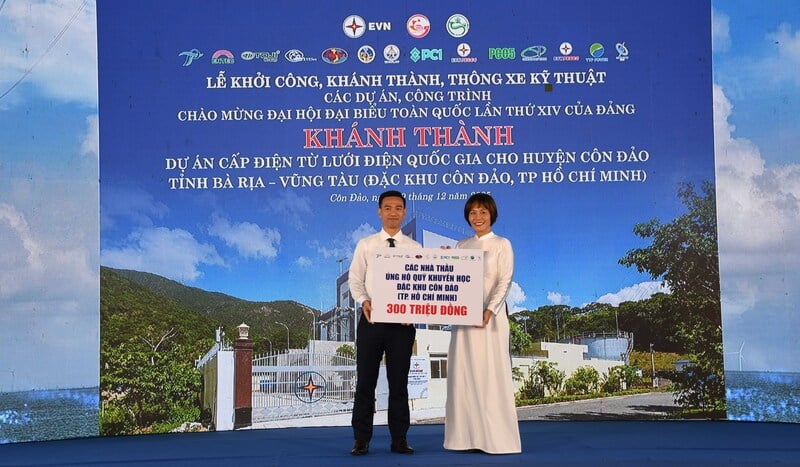 EVN
PC1
PCC5
LỄ KHỞI CÔNG, KHÁNH THÀNH, THÔNG XE KỸ THUẬT
CÁC DỰ ÁN, CÔNG TRÌNH
CHÀO MỪNG ĐẠI HỘI ĐẠI BIỂU TOÀN QUỐC LẦN THỨ XIV CỦA ĐẢNG
KHÁNH THÀNH
DỰ ÁN CẤP ĐIỆN TỪ LƯỚI ĐIỆN QUỐC GIA CHO HUYỆN CÔN ĐẢO
TỈNH BÀ RỊA – VŨNG TÀU (ĐẶC KHU CÔN ĐẢO, TP HỒ CHÍ MINH)
Côn Đảo, tháng 12 năm
CÁC NHÀ THẦU
ỦNG HỘ QUỸ KHUYẾN HỌC
ĐẶC KHU CÔN ĐẢO
(TP. HỒ CHÍ MINH)
300 TRIỆU ĐỒNG